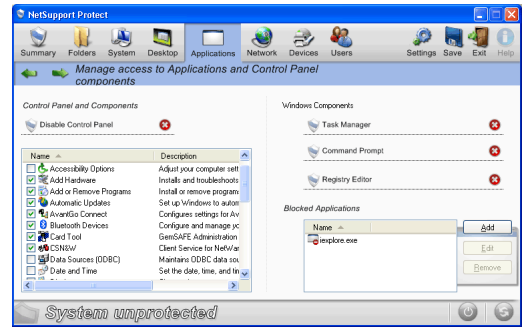 NetSupport Protect
Summary Folders System Desktop Applications Network Devices Users Settings Save Exit Help
Manage access to Applications and Control Panel components
Control Panel and Components
Disable Control Panel
Name Description
Accessibility Options Adjust your computer sett
Add Hardware Installs and troubleshoots
Add or Remove Programs Install or remove programs
Automatic Updates Set up Windows to autom
AvantGo Connect Configures settings for Av
Bluetooth Devices Configure and manage yo
Card Tool GemSAFE Administration
CSN&W Client Service for NetWar
Data Sources (ODBC) Maintains ODBC data sou
Date and Time Set the date, time, and tim
Windows Components
Task Manager
Command Prompt
Registry Editor
Blocked Applications
Name
iexplore.exe
Add
Edit
Remove
System unprotected